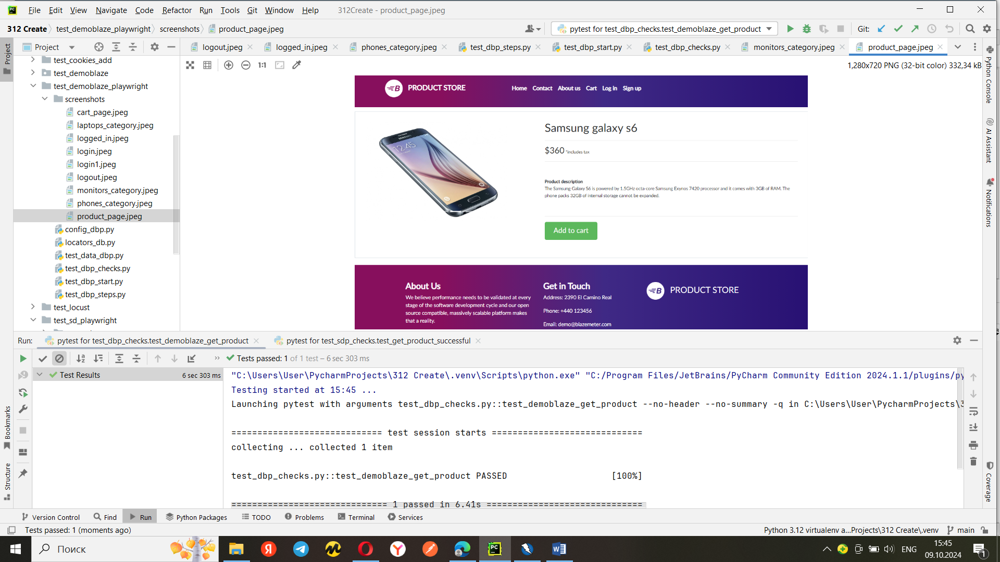 File Edit View Navigate Code Refactor Run Tools Git Window Help 312Create - product_page.jpeg
312 Create test_demoblaze_playwright screenshots product_page.jpeg
pytest for test_dbp_checks.test_demoblaze_get_product Git:
Project
Project
logout.jpeg logged_in.jpeg phones_category.jpeg test_dbp_steps.py test_dbp_start.py test_dbp_checks.py monitors_category.jpeg product_page.jpeg
1:1
1,280x720 PNG (32-bit color) 332,34 kB
test_cookies_add
test_demoblaze
test_demoblaze_playwright
screenshots
cart_page.jpeg
laptops_category.jpeg
logged_in.jpeg
login.jpeg
login1.jpeg
logout.jpeg
monitors_category.jpeg
phones_category.jpeg
product_page.jpeg
config_dbp.py
locators_db.py
test_data_dbp.py
test_dbp_checks.py
test_dbp_start.py
test_dbp_steps.py
test_locust
test_sd_playwright
B PRODUCT STORE
Home Contact About us Cart Log in Sign up
SAMSUNG
12:45
Samsung galaxy s6
$360 *includes tax
Product description
The Samsung Galaxy S6 is powered by 1.5GHz octa-core Samsung Exynos 7420 processor and it comes with 3GB of RAM. The
phone packs 32GB of internal storage cannot be expanded.
Add to cart
About Us
We believe performance needs to be validated at every
stage of the software development cycle and our open
source compatible, massively scalable platform makes
that a reality.
Get in Touch
Address: 2390 El Camino Real
Phone: +440 123456
Email: demo@blazemeter.com
B PRODUCT STORE
Python Console
AI Assistant
Notifications
Coverage
Bookmarks
Structure
Run: pytest for test_dbp_checks.test_demoblaze_get_product pytest for test_sdp_checks.test_get_product_successful
Tests passed: 1 of 1 test – 6 sec 303 ms
Test Results 6 sec 303 ms
"C:\Users\User\PycharmProjects\312 Create\.venv\Scripts\python.exe" "C:/Program Files/JetBrains/PyCharm Community Edition 2024.1.1/plugins/py
Testing started at 15:45 ...
Launching pytest with arguments test_dbp_checks.py::test_demoblaze_get_product --no-header --no-summary -q in C:\Users\User\PycharmProjects\3
============================= test session starts =============================
collecting ... collected 1 item
test_dbp_checks.py::test_demoblaze_get_product PASSED [100%]
============================== 1 passed in 6.41s ==============================
Version Control Find Run Python Packages TODO Problems Terminal Services
Tests passed: 1 (moments ago)
Python 3.12 virtualenv a...Projects\312 Create\.venv main
Поиск
ENG
15:45
09.10.2024
1